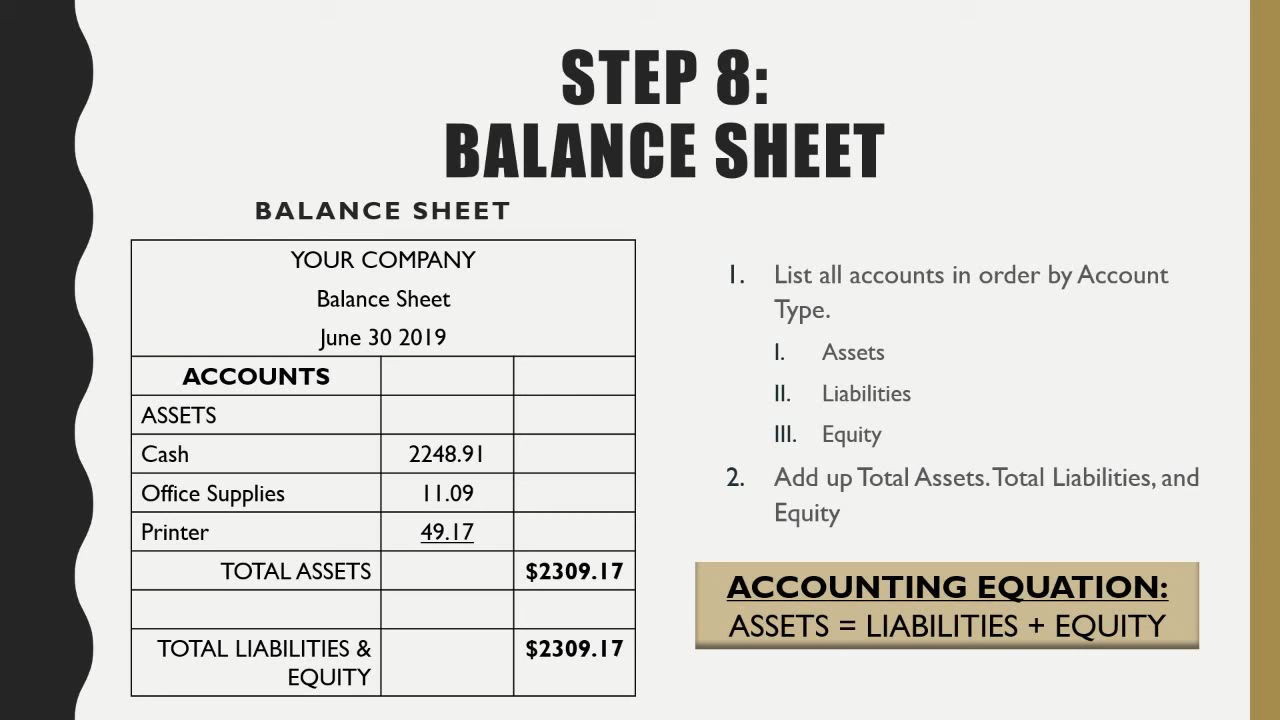 STEP 8:
BALANCE SHEET
BALANCE SHEET
YOUR COMPANY
Balance Sheet
June 30 2019
ACCOUNTS
ASSETS
Cash 2248.91
Office Supplies 11.09
Printer 49.17
TOTAL ASSETS $2309.17
TOTAL LIABILITIES & $2309.17
EQUITY
1. List all accounts in order by Account
Type.
I. Assets
II. Liabilities
III. Equity
2. Add up Total Assets. Total Liabilities, and
Equity
ACCOUNTING EQUATION:
ASSETS = LIABILITIES + EQUITY